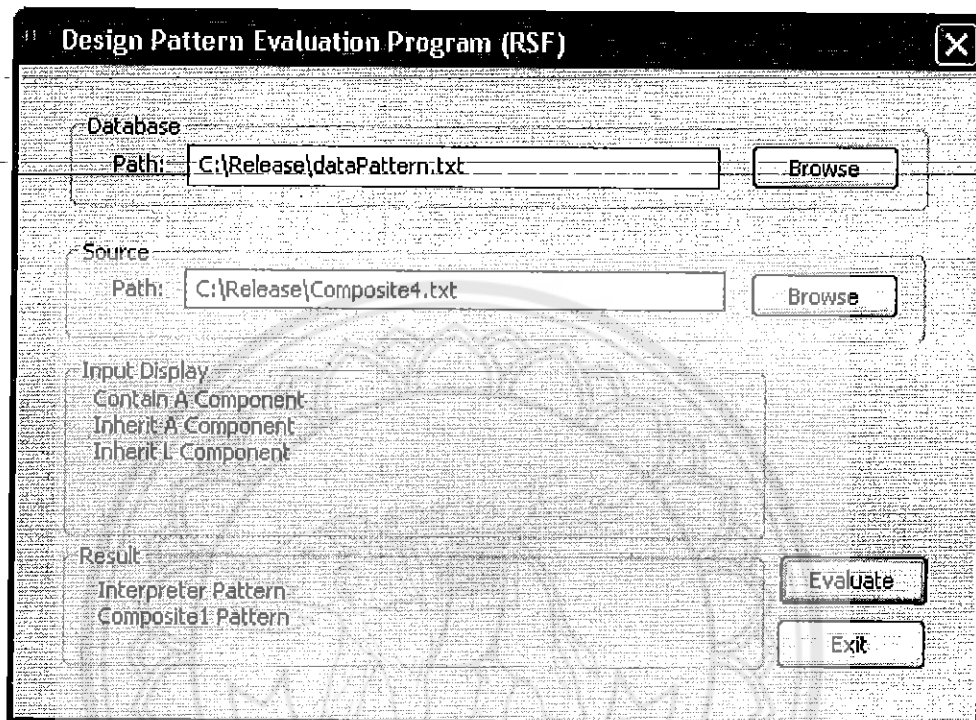 Design Pattern Evaluation Program (RSF)
Database
Path: C:\Release\dataPattern.txt Browse
Source
Path: C:\Release\Composite4.txt Browse
Input Display
Contain A Component
Inherit A Component
Inherit L Component
Result
Interpreter Pattern
Composite1 Pattern
Evaluate
Exit